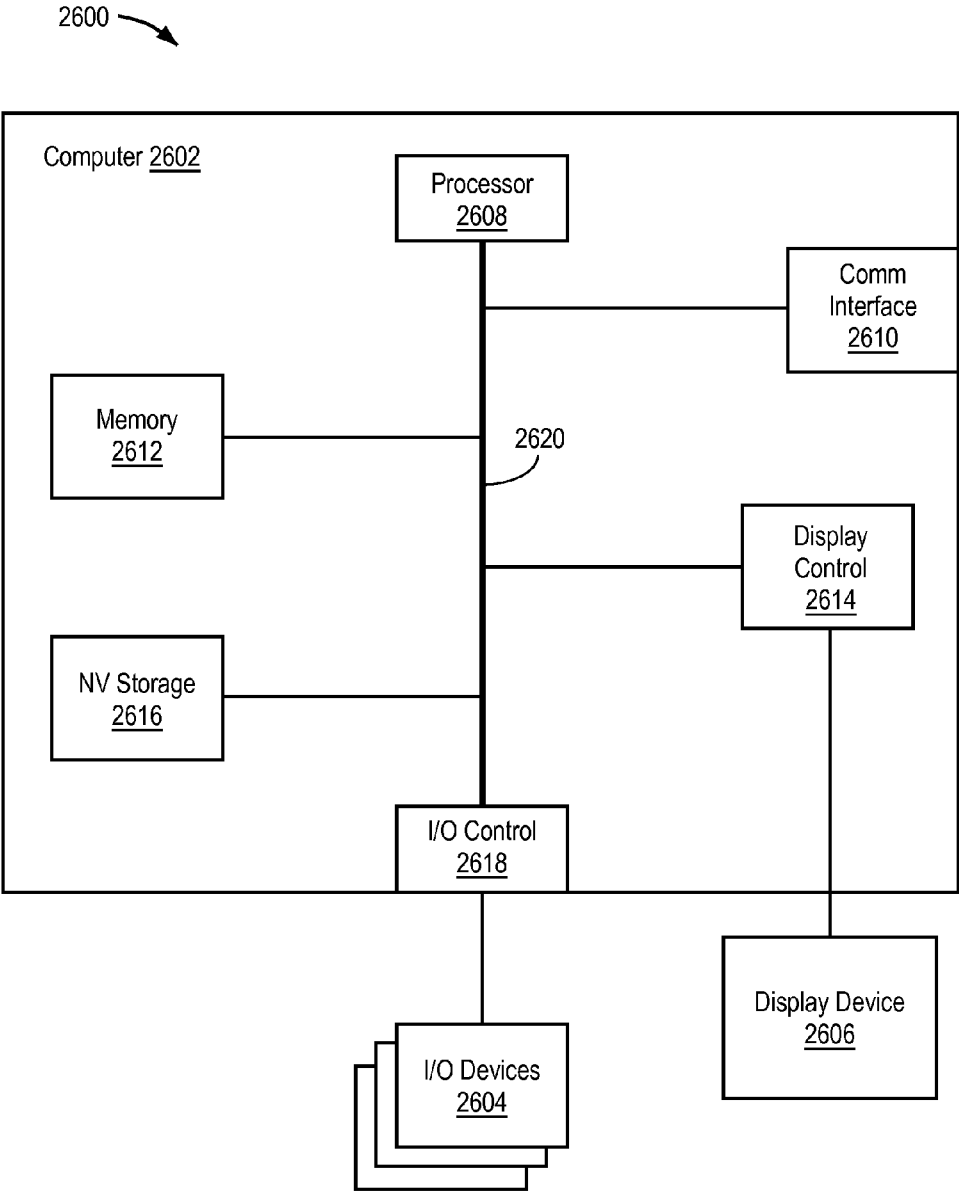 2600
Computer 2602
Processor
2608
Comm
Interface
2610
Memory
2612
2620
Display
Control
2614
NV Storage
2616
I/O Control
2618
Display Device
2606
I/O Devices
2604